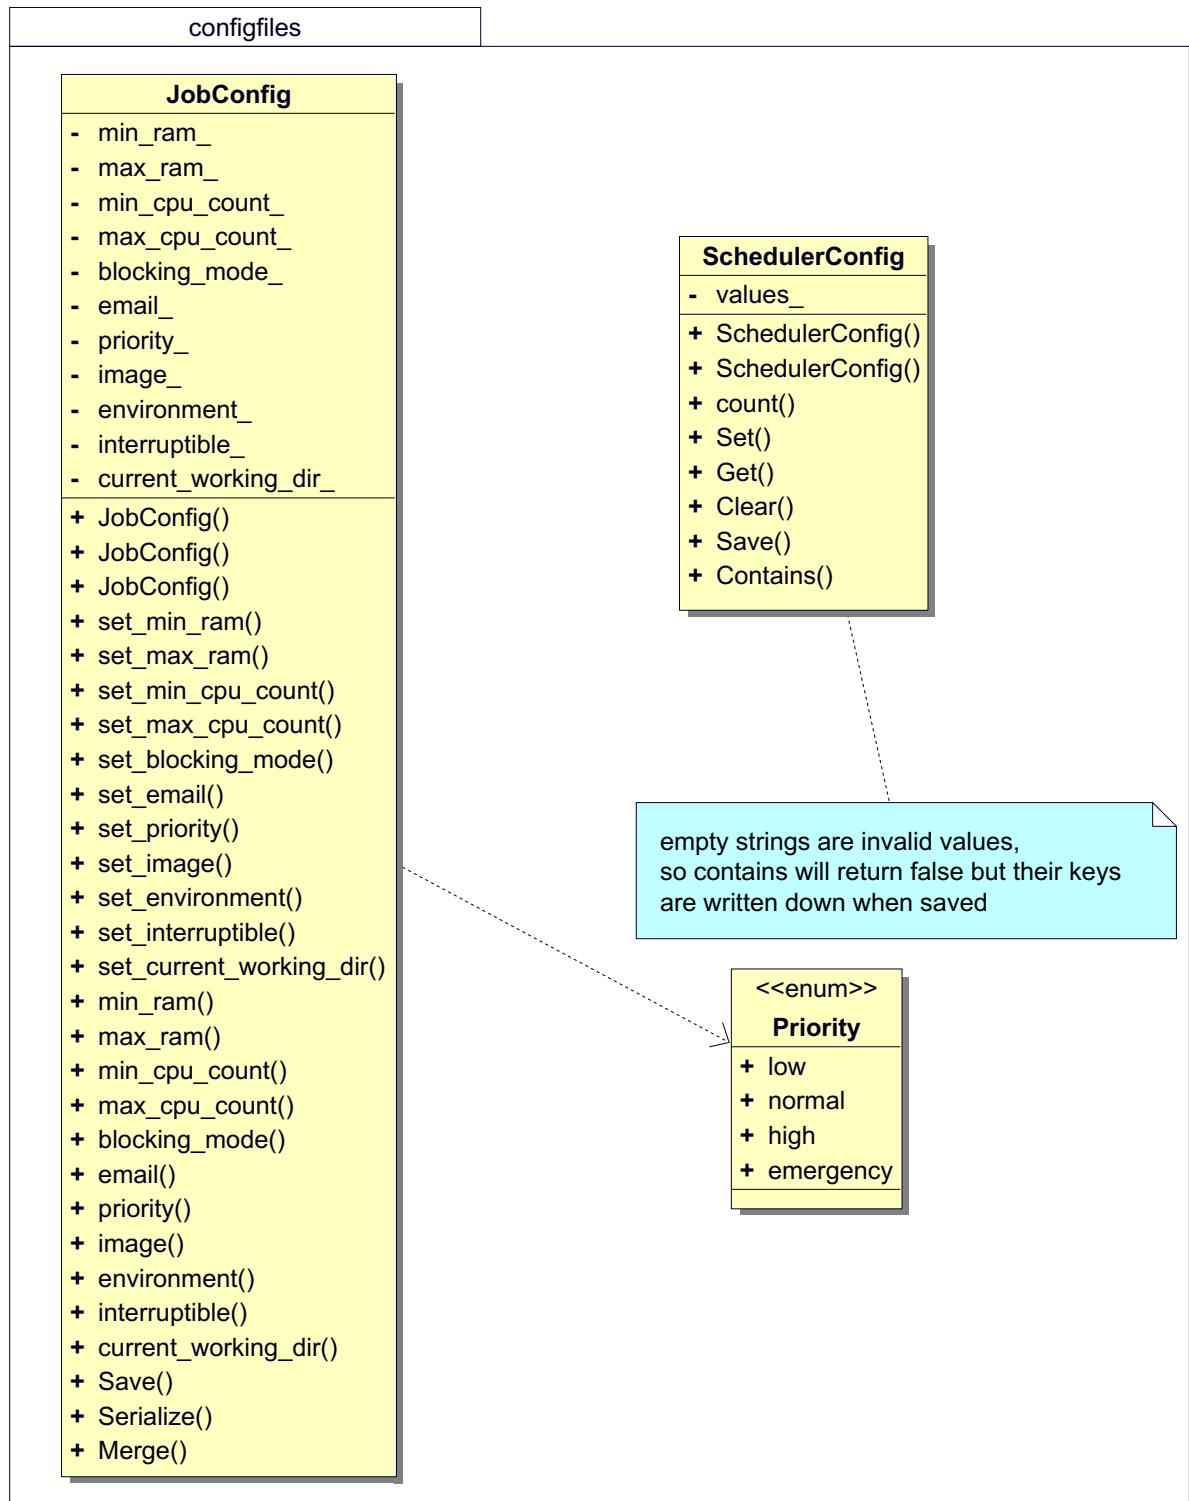 configfiles
JobConfig
- min_ram_
- max_ram_
- min_cpu_count_
- max_cpu_count_
- blocking_mode_
- email_
- priority_
- image_
- environment_
- interruptible_
- current_working_dir_
+ JobConfig()
+ JobConfig()
+ JobConfig()
+ set_min_ram()
+ set_max_ram()
+ set_min_cpu_count()
+ set_max_cpu_count()
+ set_blocking_mode()
+ set_email()
+ set_priority()
+ set_image()
+ set_environment()
+ set_interruptible()
+ set_current_working_dir()
+ min_ram()
+ max_ram()
+ min_cpu_count()
+ max_cpu_count()
+ blocking_mode()
+ email()
+ priority()
+ image()
+ environment()
+ interruptible()
+ current_working_dir()
+ Save()
+ Serialize()
+ Merge()
SchedulerConfig
- values_
+ SchedulerConfig()
+ SchedulerConfig()
+ count()
+ Set()
+ Get()
+ Clear()
+ Save()
+ Contains()
empty strings are invalid values,
so contains will return false but their keys
are written down when saved
<<enum>>
Priority
+ low
+ normal
+ high
+ emergency